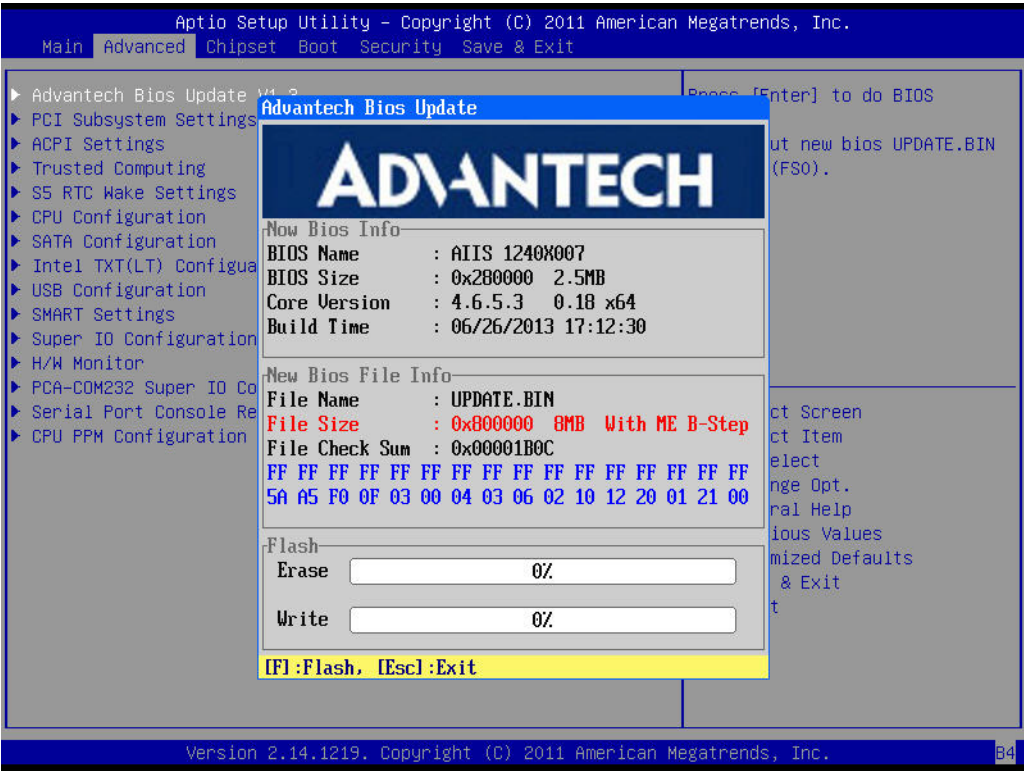 Aptio Setup Utility – Copyright (C) 2011 American Megatrends, Inc.
Main Advanced Chipset Boot Security Save & Exit
Advantech Bios Update V1.3
PCI Subsystem Settings
ACPI Settings
Trusted Computing
S5 RTC Wake Settings
CPU Configuration
SATA Configuration
Intel TXT(LT) Configua
USB Configuration
SMART Settings
Super IO Configuration
H/W Monitor
PCA-COM232 Super IO Co
Serial Port Console Re
CPU PPM Configuration
Press [Enter] to do BIOS
ut new bios UPDATE.BIN
(FS0).
ct Screen
ct Item
elect
nge Opt.
ral Help
ious Values
mized Defaults
& Exit
t
Advantech Bios Update
ADVANTECH
Now Bios Info
BIOS Name : AIIS 1240X007
BIOS Size : 0x280000 2.5MB
Core Version : 4.6.5.3 0.18 x64
Build Time : 06/26/2013 17:12:30
New Bios File Info
File Name : UPDATE.BIN
File Size : 0x800000 8MB With ME B-Step
File Check Sum : 0x00001B0C
FF FF FF FF FF FF FF FF FF FF FF FF FF FF FF FF
5A A5 F0 0F 03 00 04 03 06 02 10 12 20 01 21 00
Flash
Erase 0%
Write 0%
[F]:Flash, [Esc]:Exit
Version 2.14.1219. Copyright (C) 2011 American Megatrends, Inc.
B4